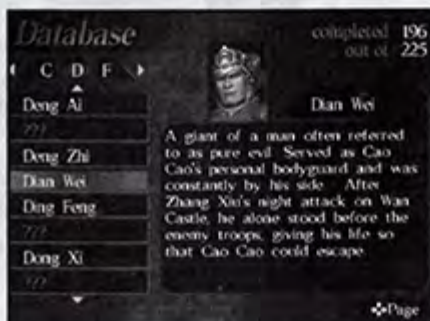 Database
completed 196
out of 225
C D F
Deng Ai
???
Deng Zhi
Dian Wei
Ding Feng
???
Dong Xi
???
Dian Wei
A giant of a man often referred
to as pure evil. Served as Cao
Cao's personal bodyguard and was
constantly by his side. After
Zhang Xiu's night attack on Wan
Castle, he alone stood before the
enemy troops, giving his life so
that Cao Cao could escape.
Page